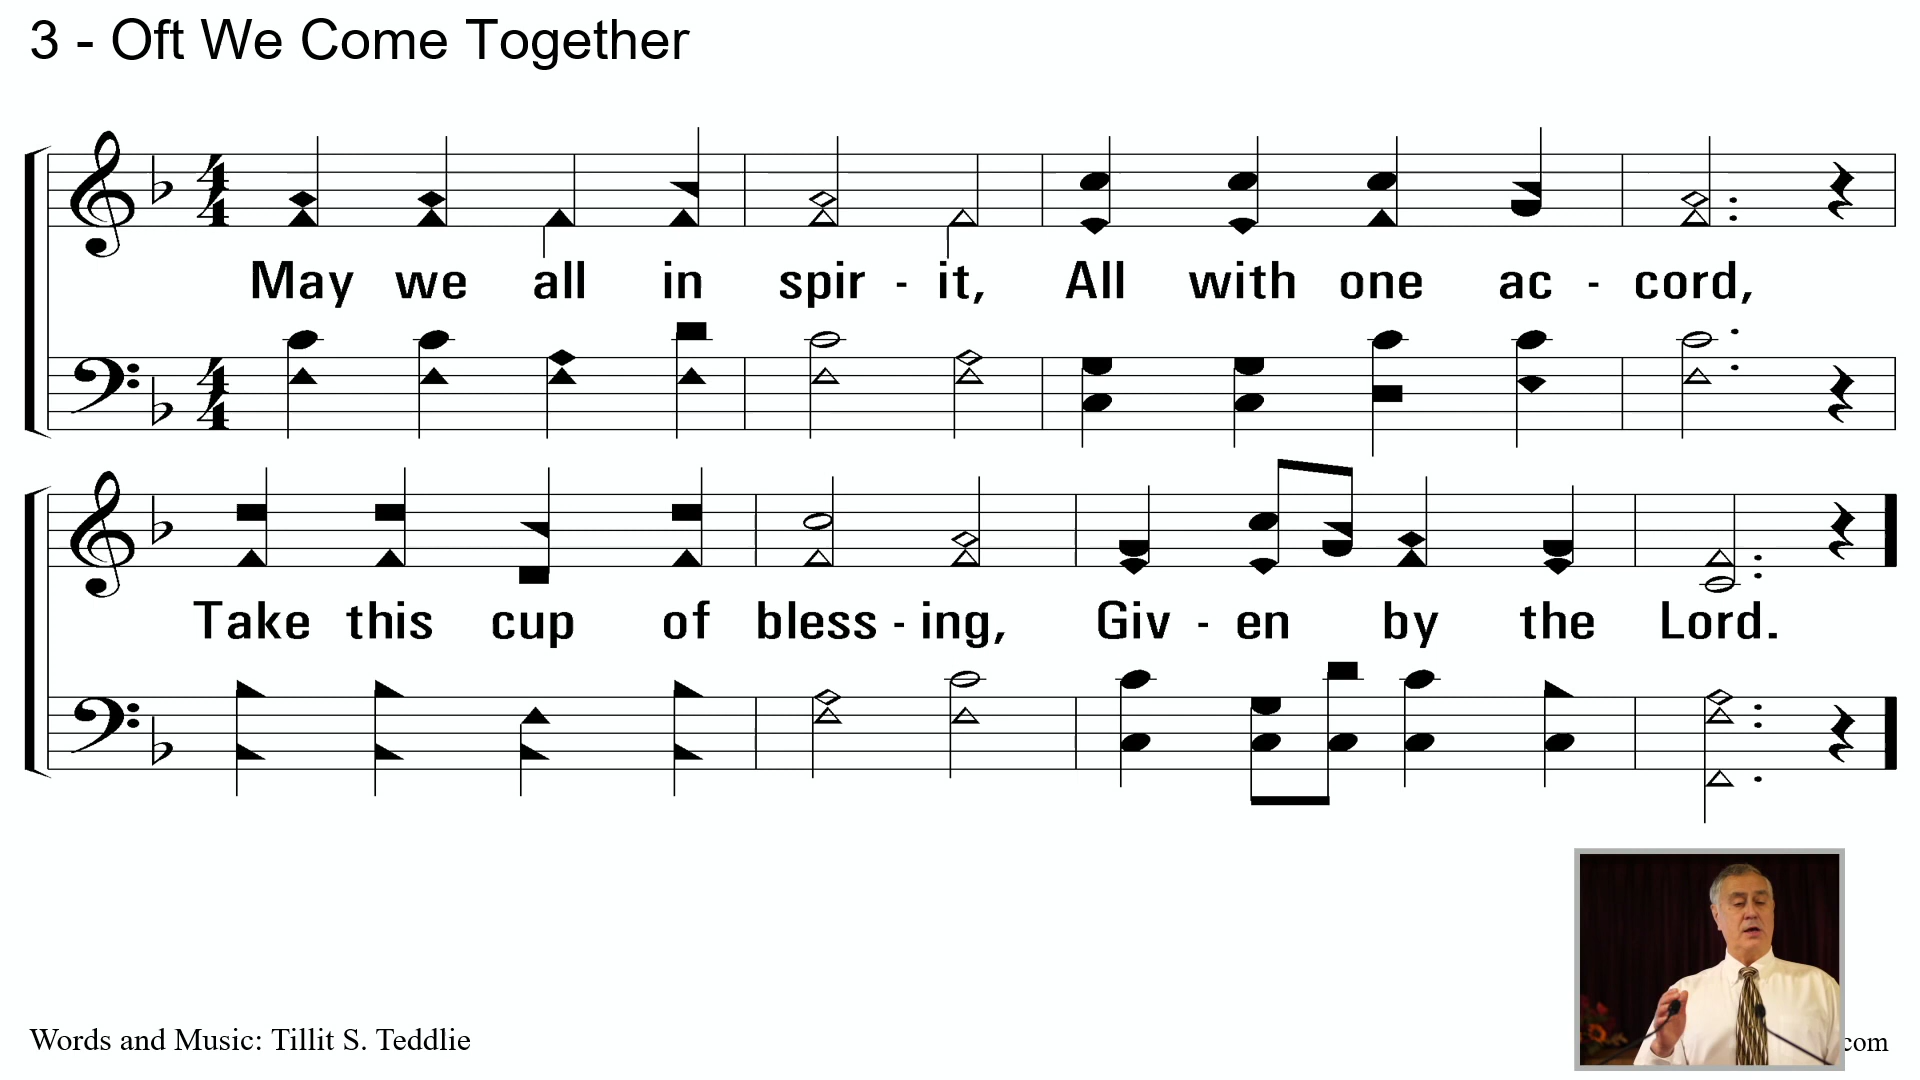 3 - Oft We Come Together
May we all in spir - it, All with one ac - cord,
Take this cup of bless - ing, Giv - en by the Lord.
Words and Music: Tillit S. Teddlie
com